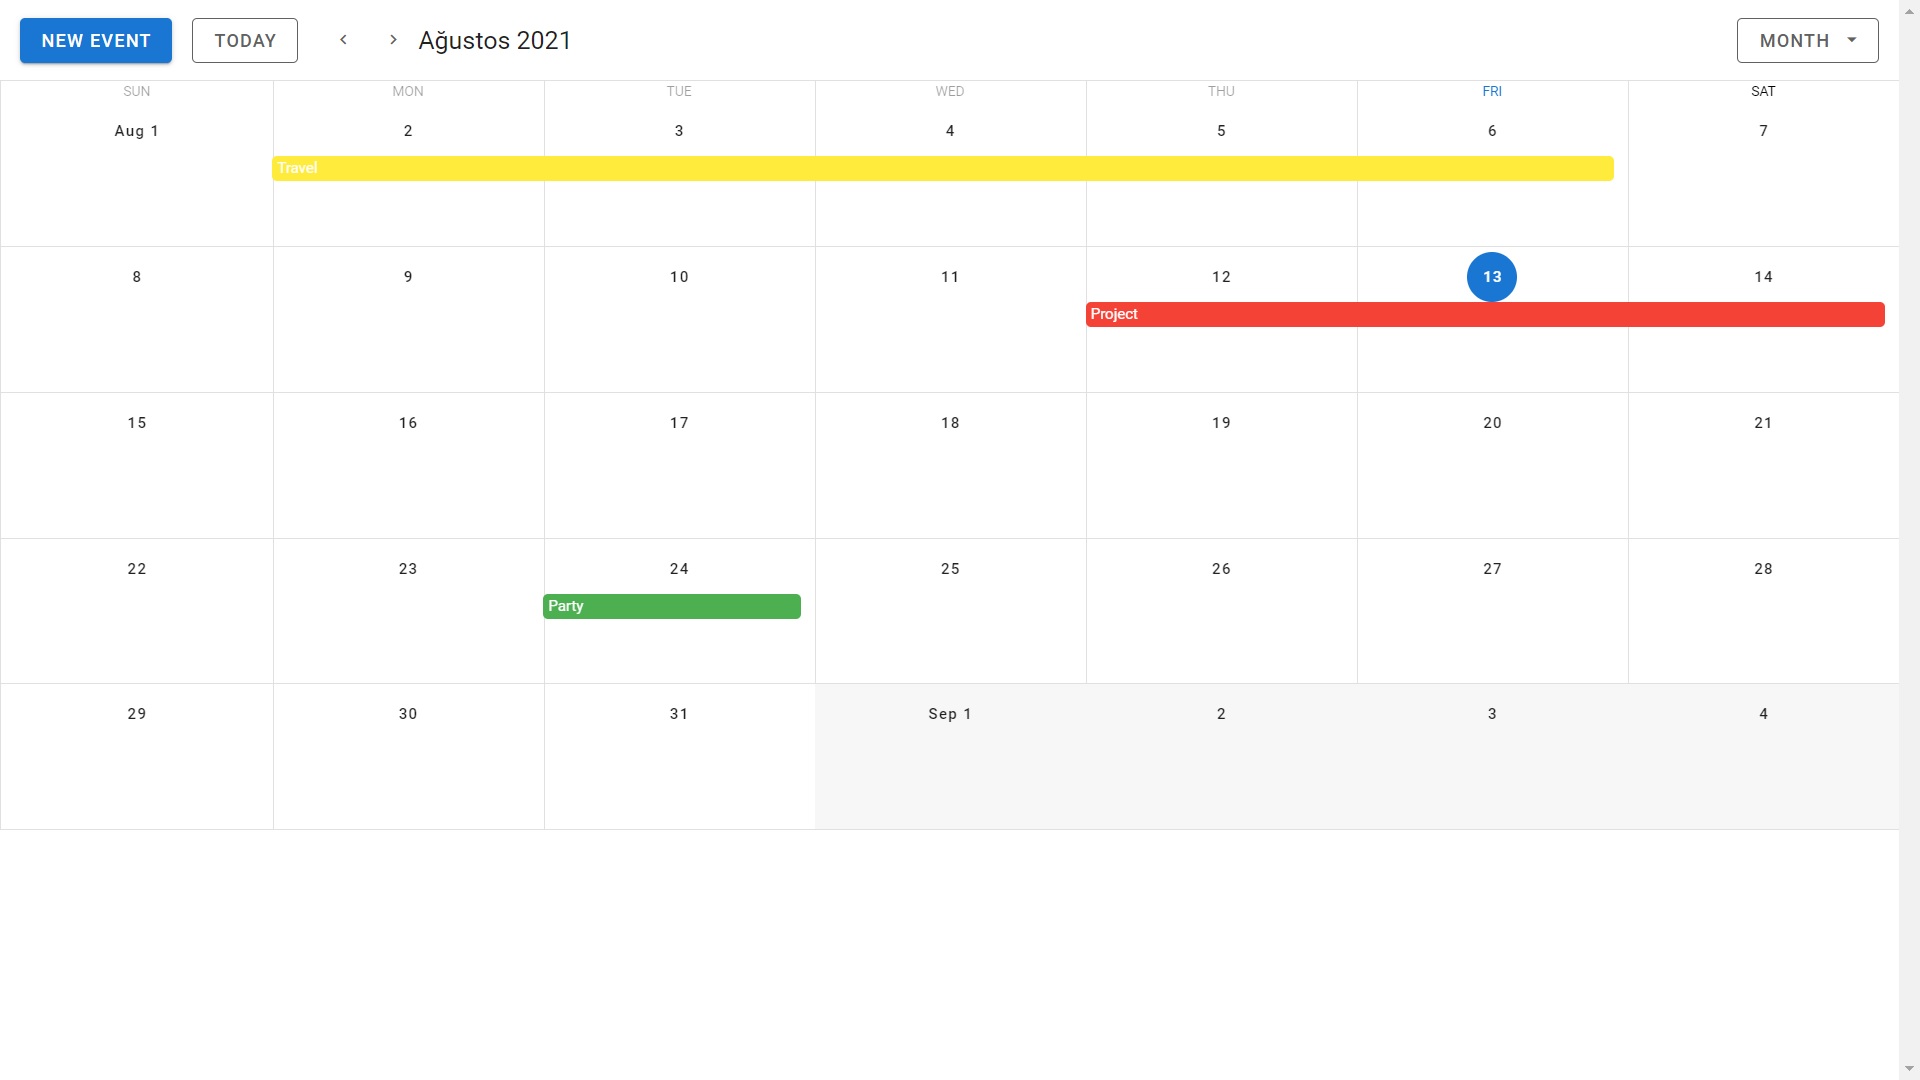 NEW EVENT TODAY Ağustos 2021 MONTH
SUN MON TUE WED THU FRI SAT
Aug 1 2 3 4 5 6 7
Travel
8 9 10 11 12 13 14
Project
15 16 17 18 19 20 21
22 23 24 25 26 27 28
Party
29 30 31 Sep 1 2 3 4